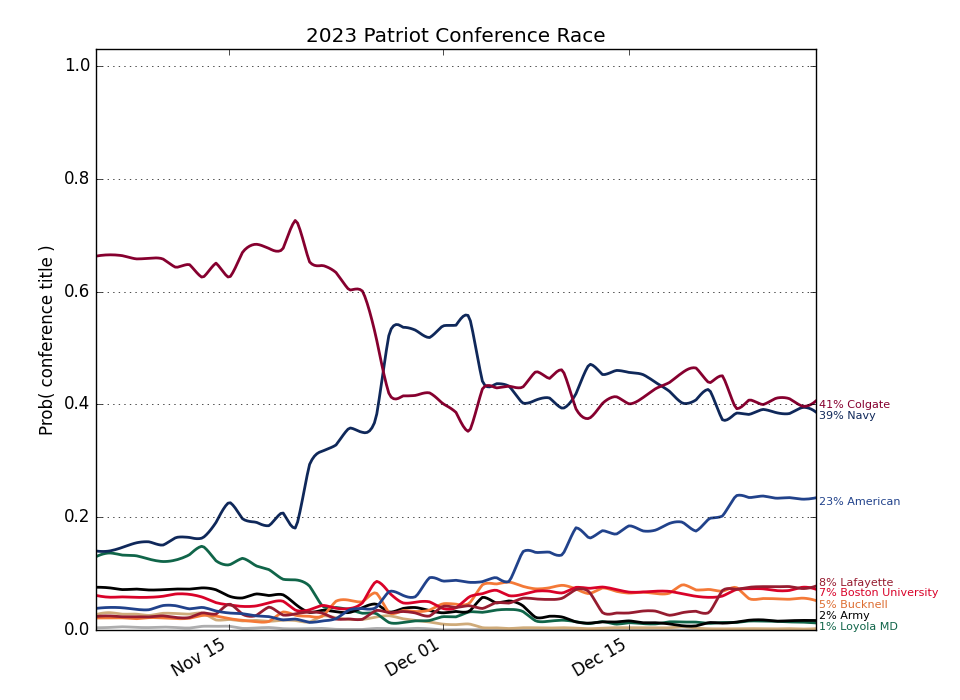 2023 Patriot Conference Race
Prob( conference title )
1.0
0.8
0.6
0.4
0.2
0.0
Nov 15
Dec 01
Dec 15
41% Colgate
39% Navy
23% American
8% Lafayette
7% Boston University
5% Bucknell
2% Army
1% Loyola MD